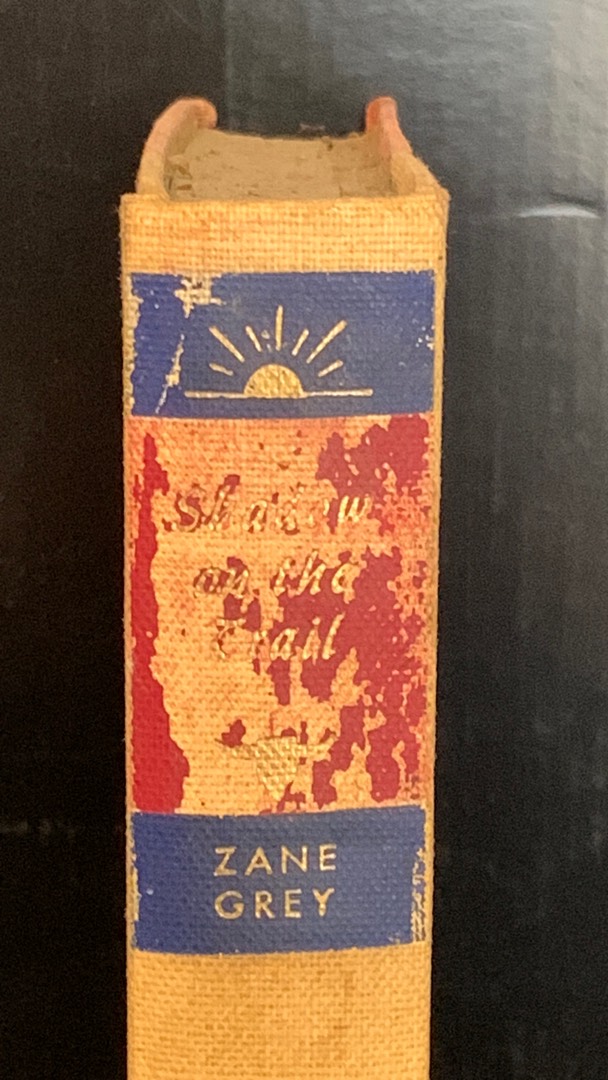 Shadow
on the
Trail
ZANE
GREY